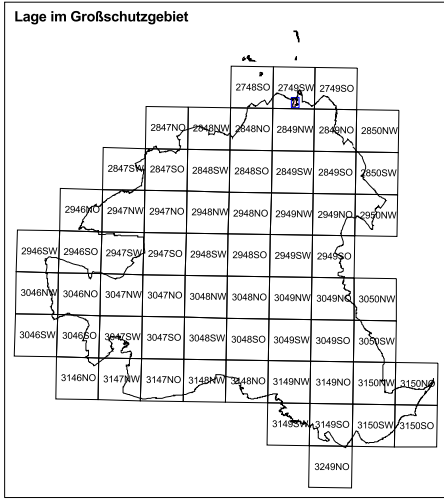 Lage im Großschutzgebiet
2748SO 2749SW 2749SO
2847NO 2848NW 2848NO 2849NW 2849NO 2850NW
2847SW 2847SO 2848SW 2848SO 2849SW 2849SO 2850SW
2946NO 2947NW 2947NO 2948NW 2948NO 2949NW 2949NO 2950NW
2946SW 2946SO 2947SW 2947SO 2948SW 2948SO 2949SW 2949SO
3046NW 3046NO 3047NW 3047NO 3048NW 3048NO 3049NW 3049NO 3050NW
3046SW 3046SO 3047SW 3047SO 3048SW 3048SO 3049SW 3049SO 3050SW
3146NO 3147NW 3147NO 3148NW 3148NO 3149NW 3149NO 3150NW 3150NO
3149SW 3149SO 3150SW 3150SO
3249NO